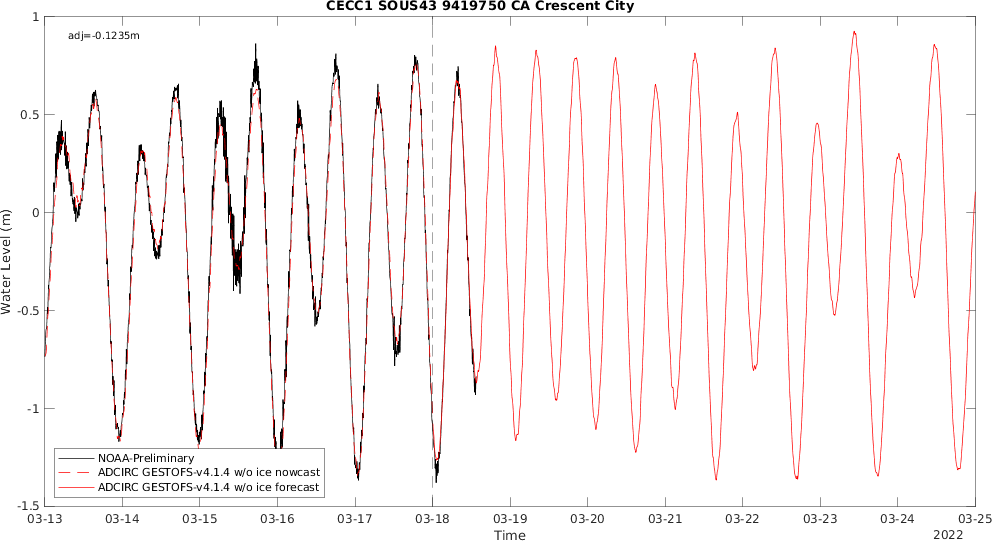 CECC1 SOUS43 9419750 CA Crescent City
adj=-0.1235m
1
0.5
0
-0.5
-1
-1.5
Water Level (m)
NOAA-Preliminary
ADCIRC GESTOFS-v4.1.4 w/o ice nowcast
ADCIRC GESTOFS-v4.1.4 w/o ice forecast
03-13 03-14 03-15 03-16 03-17 03-18 03-19 03-20 03-21 03-22 03-23 03-24 03-25
Time
2022